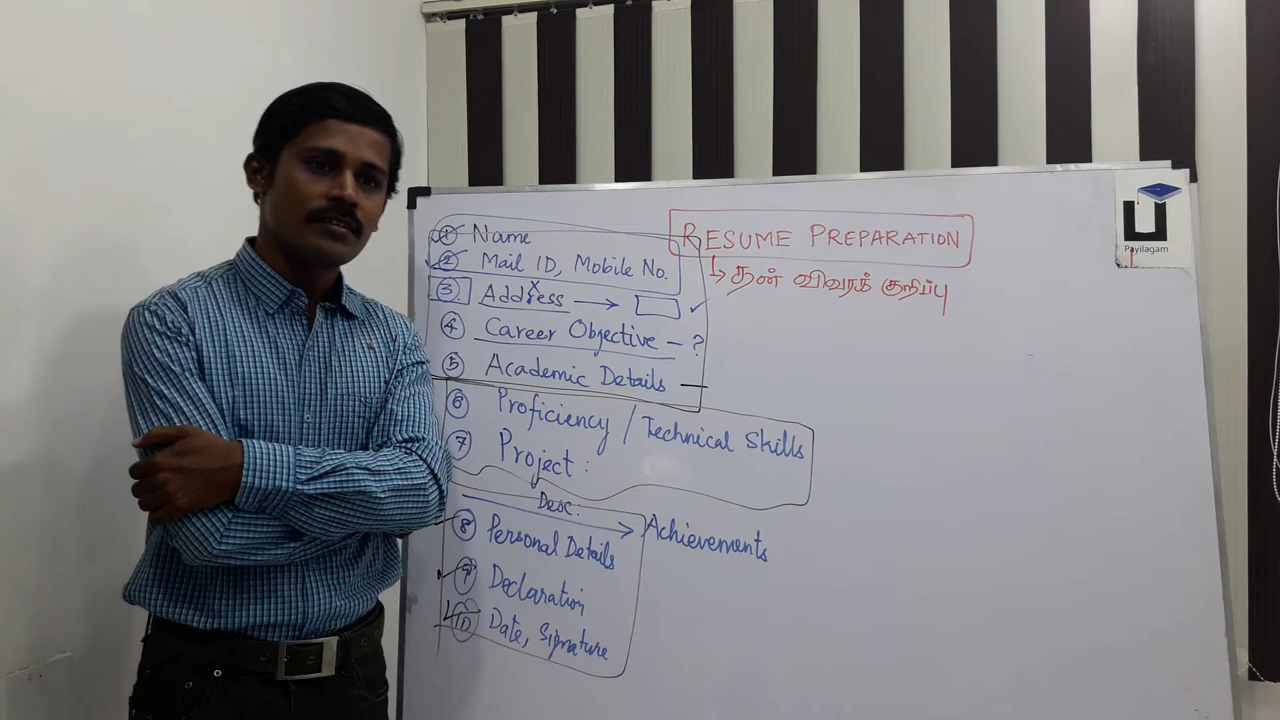 RESUME PREPARATION
தன் விவரக் குறிப்பு
Payilagam
① Name
② Mail ID, Mobile No.
③ Address
④ Career Objective - ?
⑤ Academic Details
⑥ Proficiency / Technical Skills
⑦ Project :
Desc:
Achievements
⑧ Personal Details
⑨ Declaration
⑩ Date, Signature